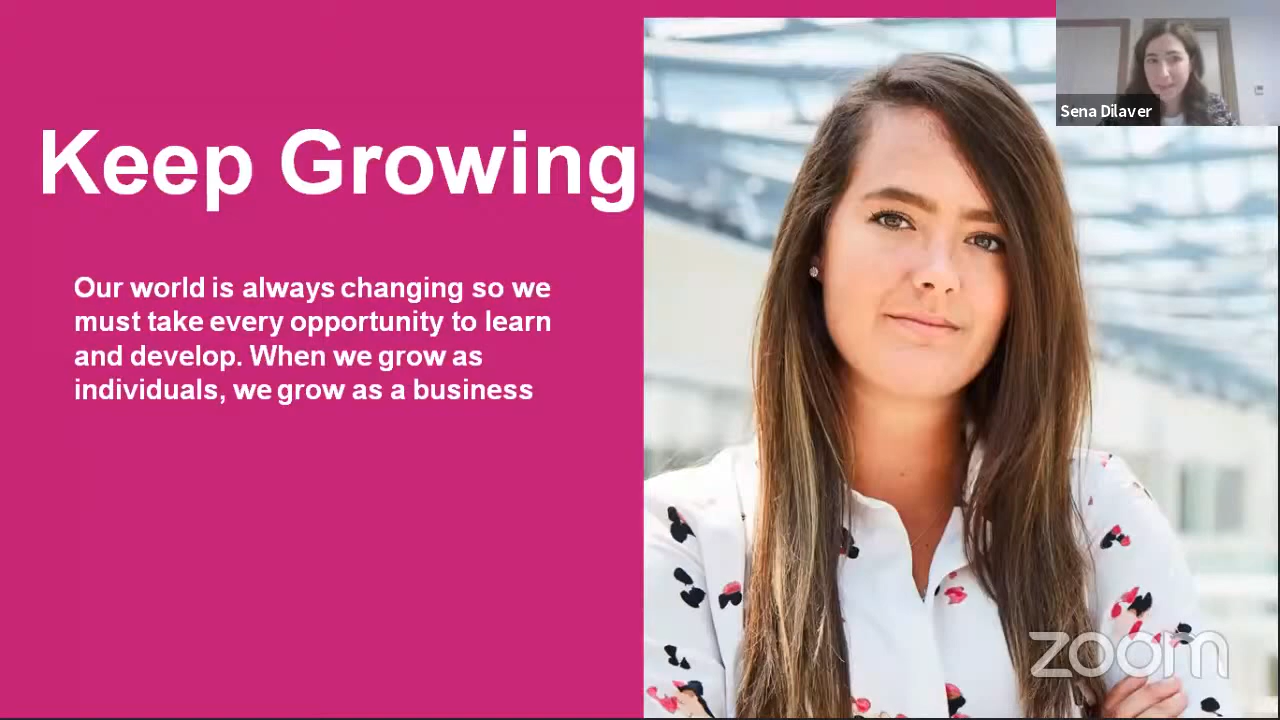 Keep Growing
Our world is always changing so we
must take every opportunity to learn
and develop. When we grow as
individuals, we grow as a business
Sena Dilaver
zoom